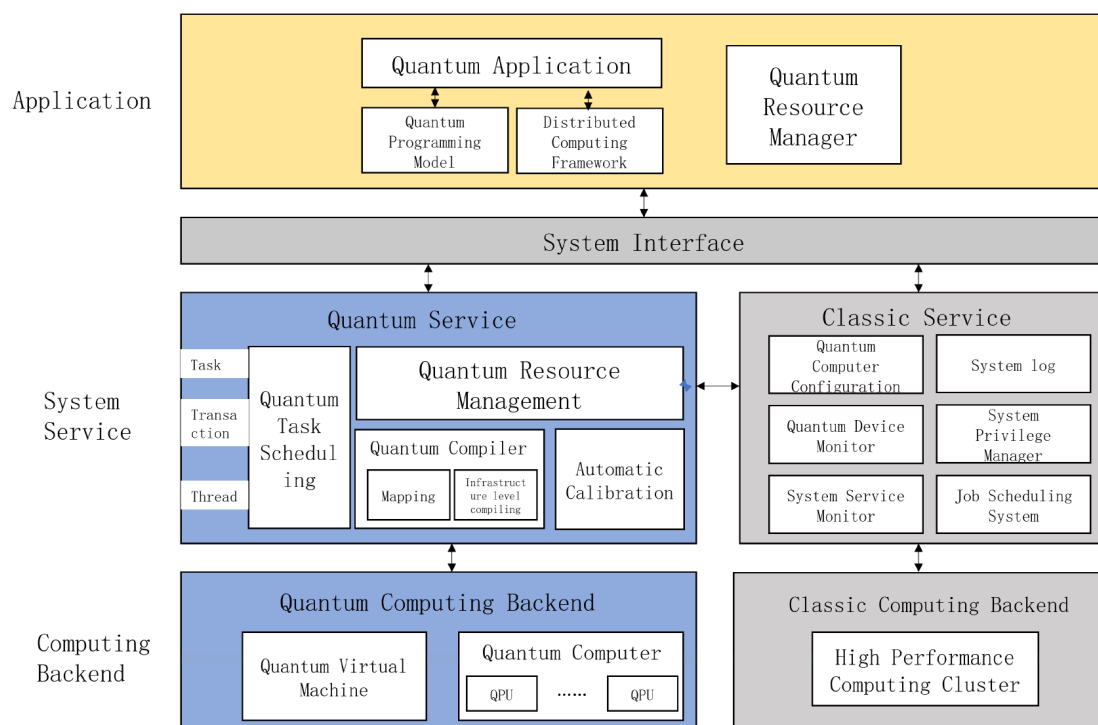 Application
Quantum Application
Quantum
Programming
Model
Distributed
Computing
Framework
Quantum
Resource
Manager
System Interface
System
Service
Quantum Service
Task
Transa
ction
Thread
Quantum
Task
Schedul
ing
Quantum Resource
Management
Quantum Compiler
Mapping
Infrastruct
ure level
compiling
Automatic
Calibration
Classic Service
Quantum
Computer
Configuration
System log
Quantum Device
Monitor
System
Privilege
Manager
System Service
Monitor
Job Scheduling
System
Computing
Backend
Quantum Computing Backend
Quantum Virtual
Machine
Quantum Computer
QPU
……
QPU
Classic Computing Backend
High Performance
Computing Cluster